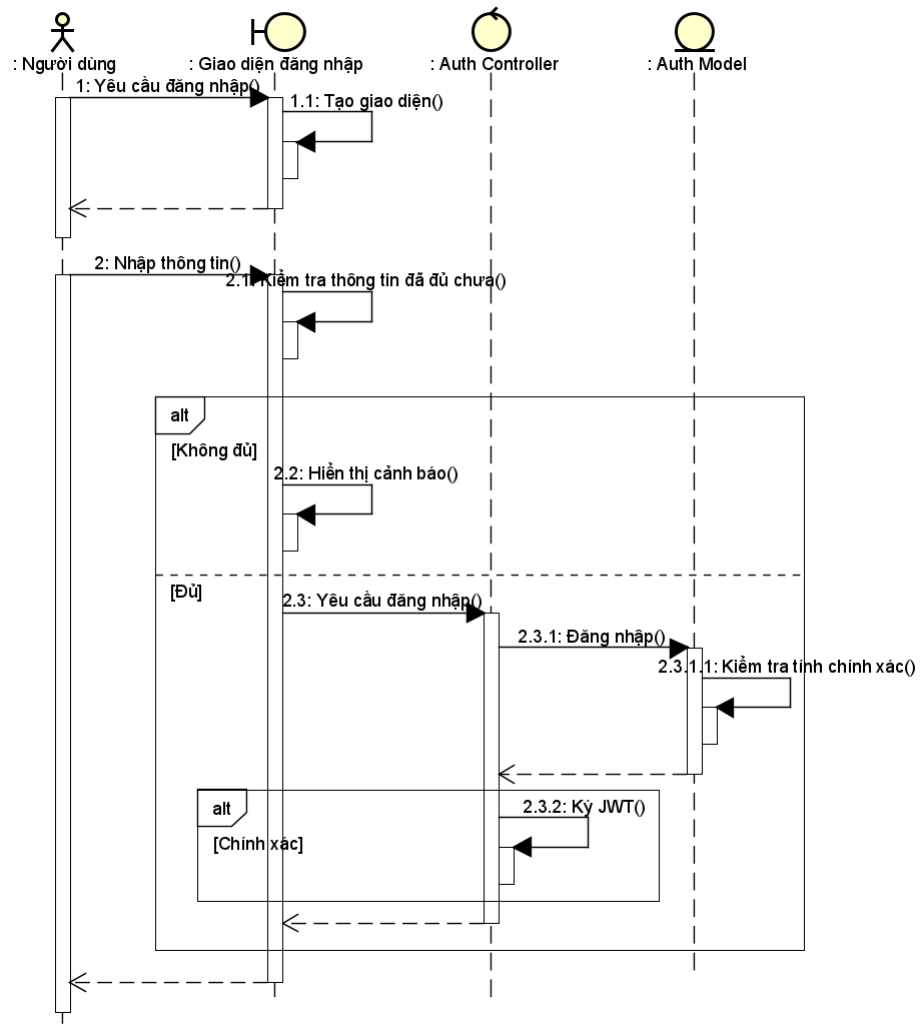 : Người dùng
: Giao diện đăng nhập
: Auth Controller
: Auth Model
1: Yêu cầu đăng nhập()
1.1: Tạo giao diện()
2: Nhập thông tin()
2.1: Kiểm tra thông tin đã đủ chưa()
alt
[Không đủ]
2.2: Hiển thị cảnh báo()
[Đủ]
2.3: Yêu cầu đăng nhập()
2.3.1: Đăng nhập()
2.3.1.1: Kiểm tra tính chính xác()
alt
2.3.2: Ký JWT()
[Chính xác]